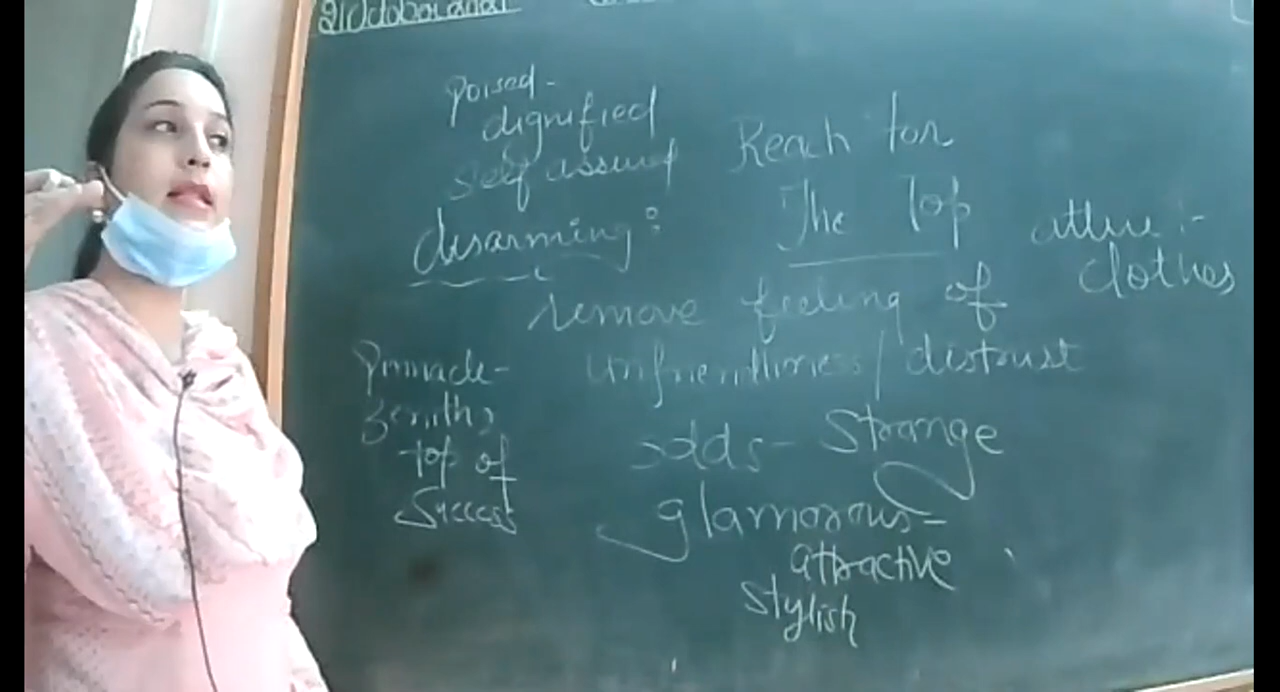 poised-
dignified
self assured
Reach for
The Top
disarming:
attire:-
clothes
remove feeling of
unfriendliness/distrust
Pinnacle-
zenith,
top of
Success
odds- Strange
glamorous-
attractive
stylish